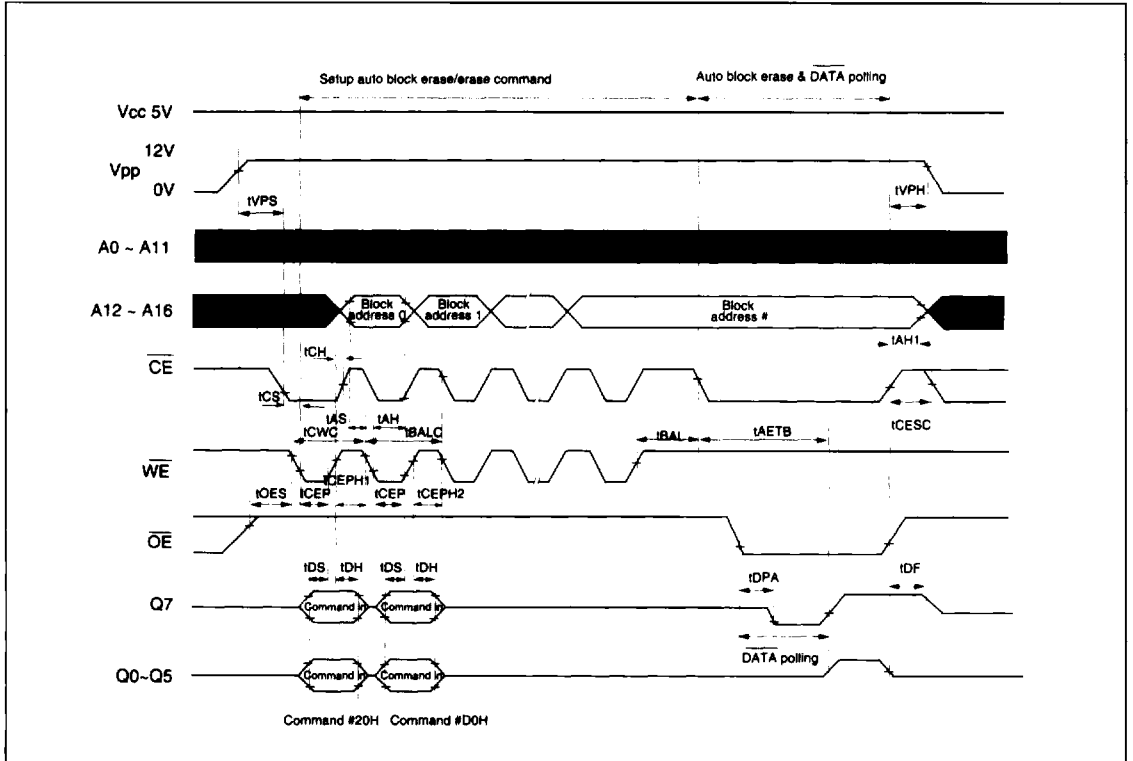 Setup auto block erase/erase command
Auto block erase & DATA polling
Vcc 5V
12V
Vpp
0V
tVPS
tVPH
A0 ~ A11
A12 ~ A16
Block address 0
Block address 1
Block address #
tCH
tAH1
CE
tCS
tCESC
tAS
tAH
tCWC
tBALC
tBAL
tAETB
WE
tCEPH1
tOES
tCEP
tCEP
tCEPH2
OE
tDS
tDH
tDS
tDH
tDPA
tDF
Q7
Command in
Command in
DATA polling
Q0~Q5
Command in
Command in
Command #20H
Command #D0H